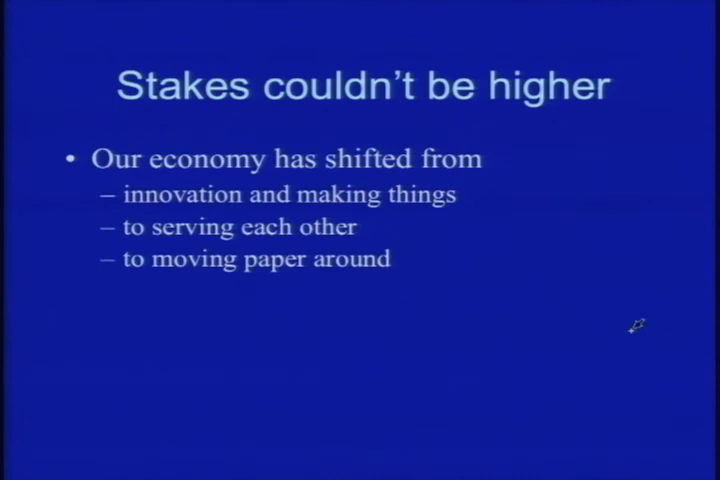 Stakes couldn't be higher
• Our economy has shifted from
– innovation and making things
– to serving each other
– to moving paper around